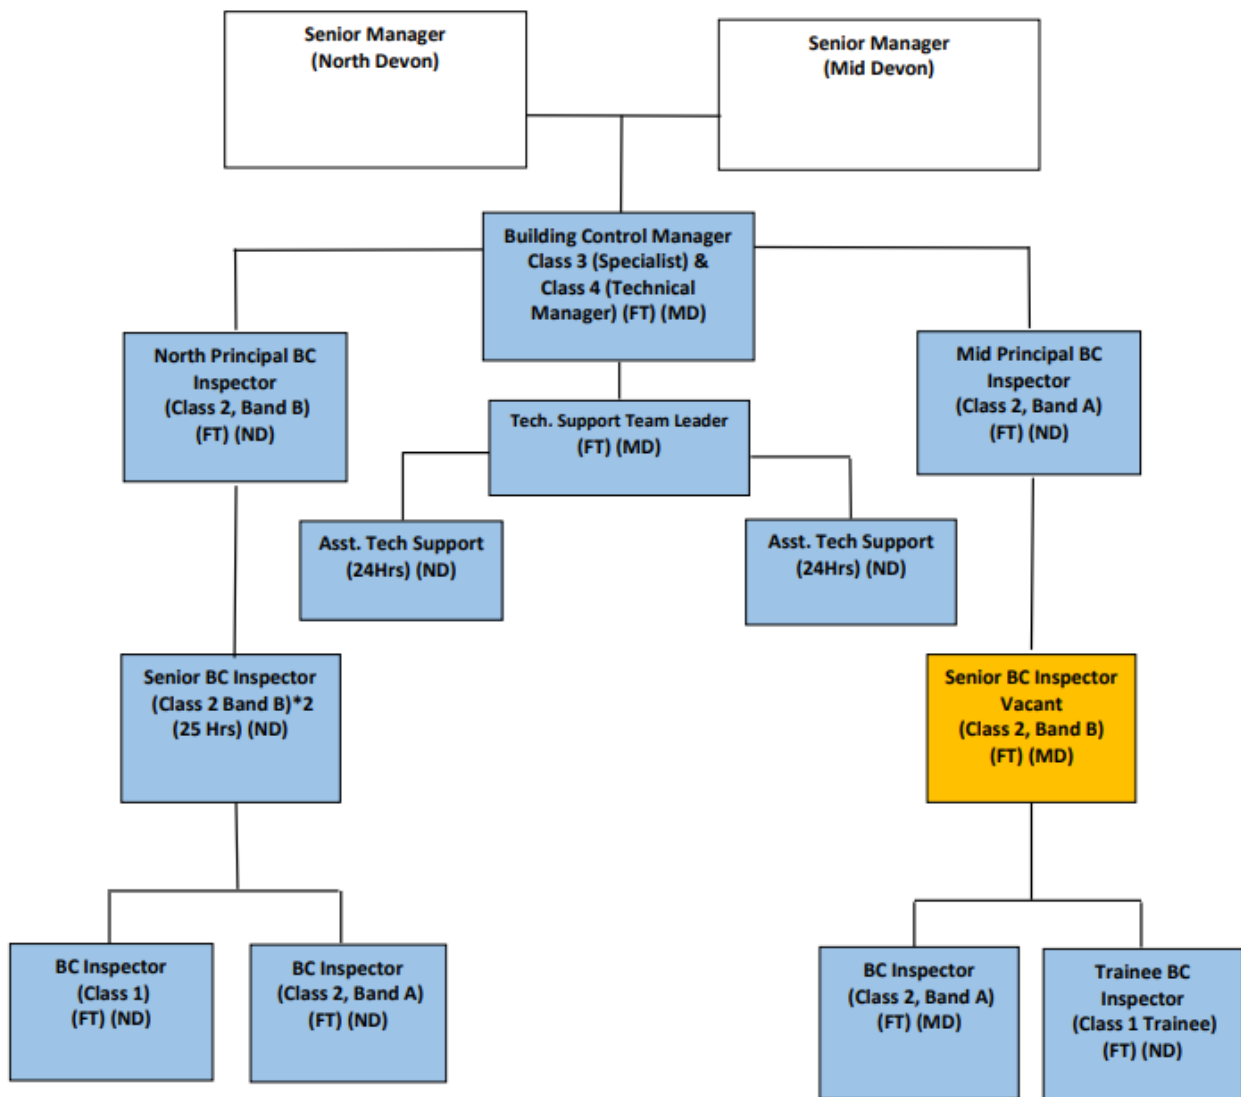 Senior Manager
(North Devon)
Senior Manager
(Mid Devon)
Building Control Manager
Class 3 (Specialist) &
Class 4 (Technical
Manager) (FT) (MD)
North Principal BC
Inspector
(Class 2, Band B)
(FT) (ND)
Mid Principal BC
Inspector
(Class 2, Band A)
(FT) (ND)
Tech. Support Team Leader
(FT) (MD)
Asst. Tech Support
(24Hrs) (ND)
Asst. Tech Support
(24Hrs) (ND)
Senior BC Inspector
(Class 2 Band B)*2
(25 Hrs) (ND)
Senior BC Inspector
Vacant
(Class 2, Band B)
(FT) (MD)
BC Inspector
(Class 1)
(FT) (ND)
BC Inspector
(Class 2, Band A)
(FT) (ND)
BC Inspector
(Class 2, Band A)
(FT) (MD)
Trainee BC
Inspector
(Class 1 Trainee)
(FT) (ND)